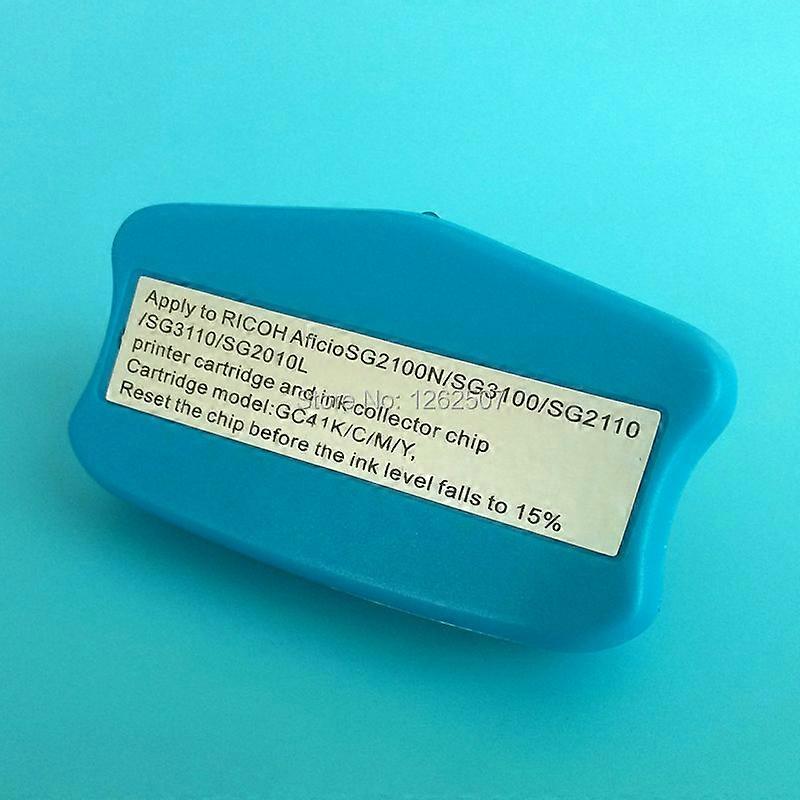 Apply to RICOH AficioSG2100N/SG3100/SG2110
/SG3110/SG2010L
printer cartridge and ink collector chip
Store No: 1262507
Cartridge model:GC41K/C/M/Y,
Reset the chip before the ink level falls to 15%